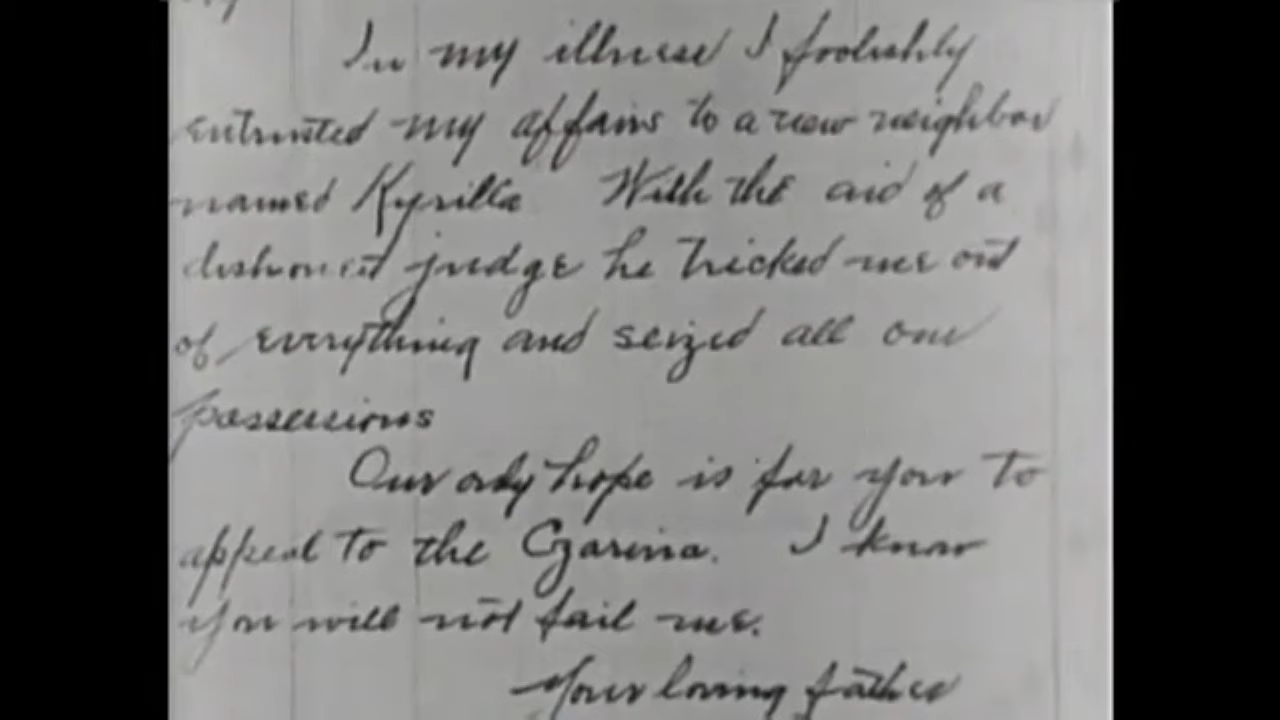 In my illness I foolishly
entrusted my affairs to a new neighbor
named Kyrilla With the aid of a
dishonest judge he tricked me out
of everything and seized all our
possessions
Our only hope is for you to
appeal to the Czarina. I know
you will not fail me.
Your loving father